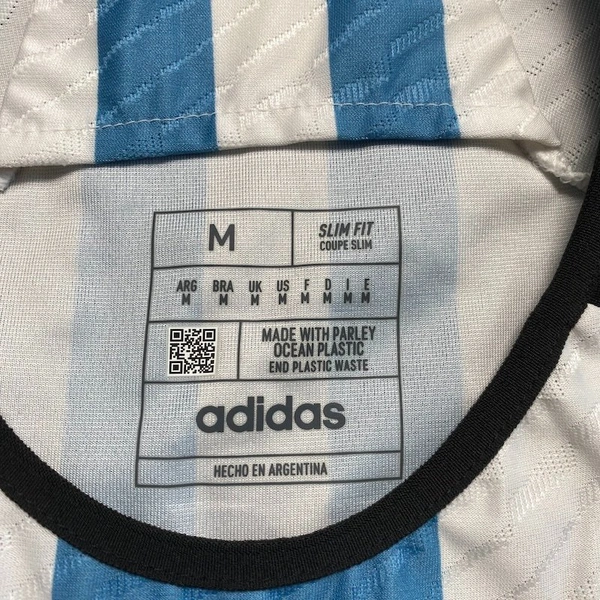 M
SLIM FIT
COUPE SLIM
ARG BRA UK US F D I E
M M M M M M M M
MADE WITH PARLEY
OCEAN PLASTIC
END PLASTIC WASTE
adidas
HECHO EN ARGENTINA